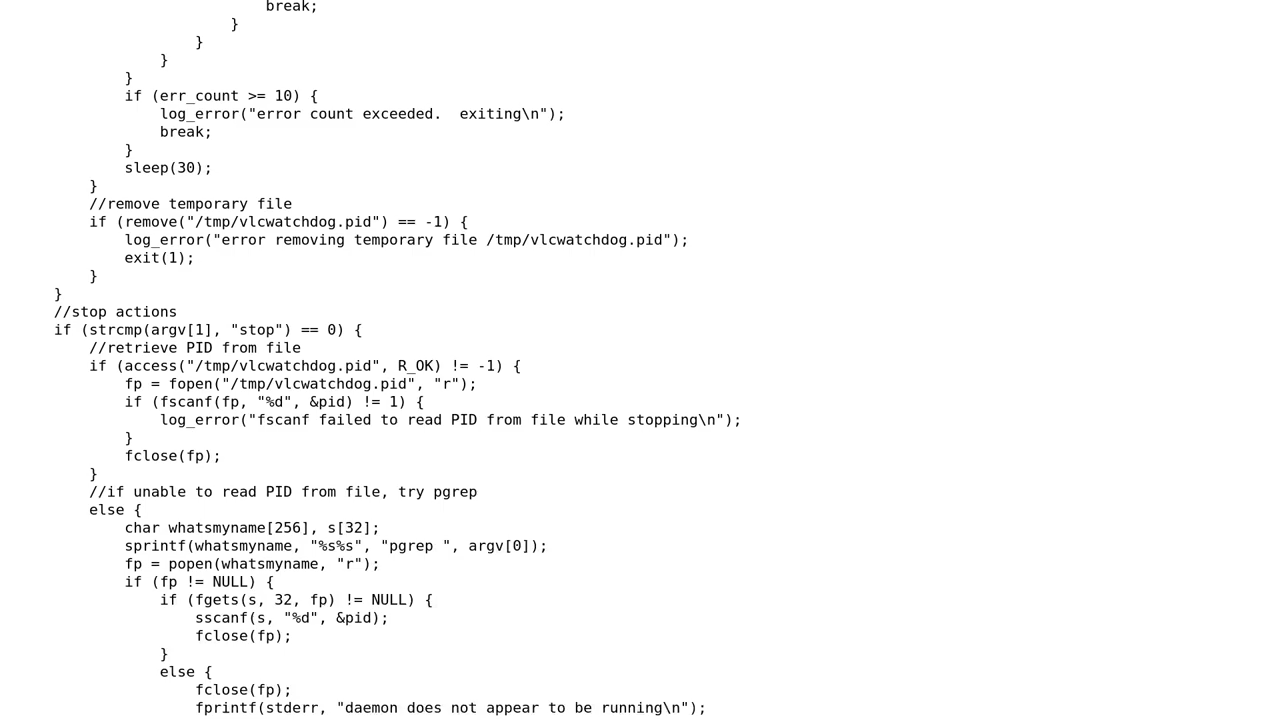 break;
}
}
}
}
if (err_count >= 10) {
log_error("error count exceeded.  exiting\n");
break;
}
sleep(30);
}
//remove temporary file
if (remove("/tmp/vlcwatchdog.pid") == -1) {
log_error("error removing temporary file /tmp/vlcwatchdog.pid");
exit(1);
}
}
//stop actions
if (strcmp(argv[1], "stop") == 0) {
//retrieve PID from file
if (access("/tmp/vlcwatchdog.pid", R_OK) != -1) {
fp = fopen("/tmp/vlcwatchdog.pid", "r");
if (fscanf(fp, "%d", &pid) != 1) {
log_error("fscanf failed to read PID from file while stopping\n");
}
fclose(fp);
}
//if unable to read PID from file, try pgrep
else {
char whatsmyname[256], s[32];
sprintf(whatsmyname, "%s%s", "pgrep ", argv[0]);
fp = popen(whatsmyname, "r");
if (fp != NULL) {
if (fgets(s, 32, fp) != NULL) {
sscanf(s, "%d", &pid);
fclose(fp);
}
else {
fclose(fp);
fprintf(stderr, "daemon does not appear to be running\n");